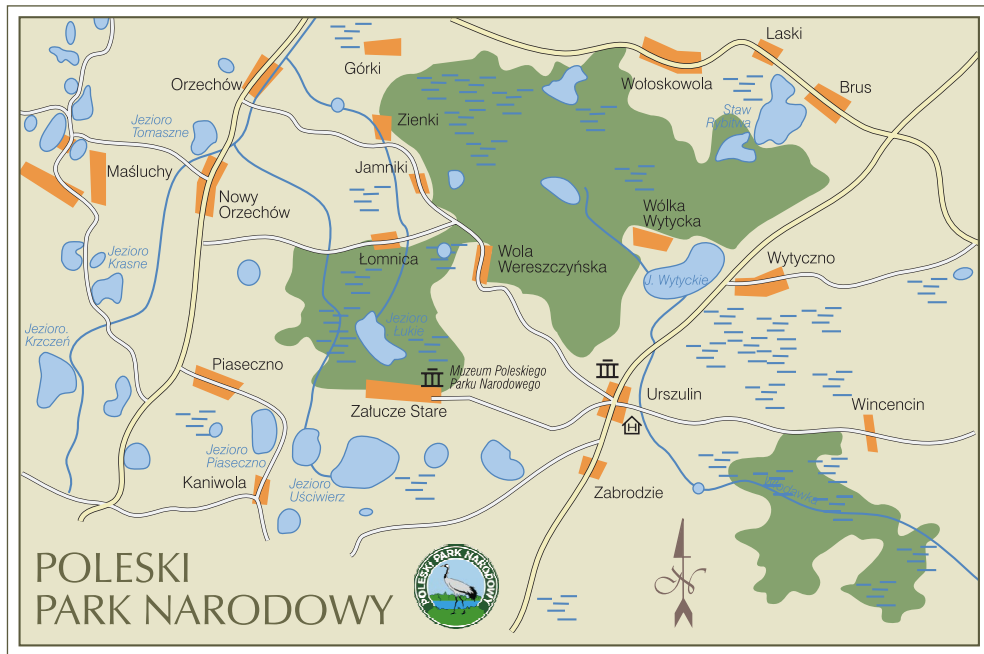 Laski
Górki
Orzechów
Wołoskowola
Brus
Staw
Rybitwa
Jezioro
Tomaszne
Zienki
Maśluchy
Jamniki
Nowy
Orzechów
Wólka
Wytycka
Łomnica
Wola
Wereszczyńska
Jezioro
Krasne
J. Wytyckie
Wytyczno
Jezioro.
Krzczeń
Jezioro
Łukie
Piaseczno
Muzeum Poleskiego
Parku Narodowego
Załucze Stare
Urszulin
Wincencin
H
Jezioro
Piaseczno
Kaniwola
Jezioro
Uściwierz
Zabrodzie
Włodawka
POLESKI
PARK NARODOWY
POLESKI PARK NARODOWY
N